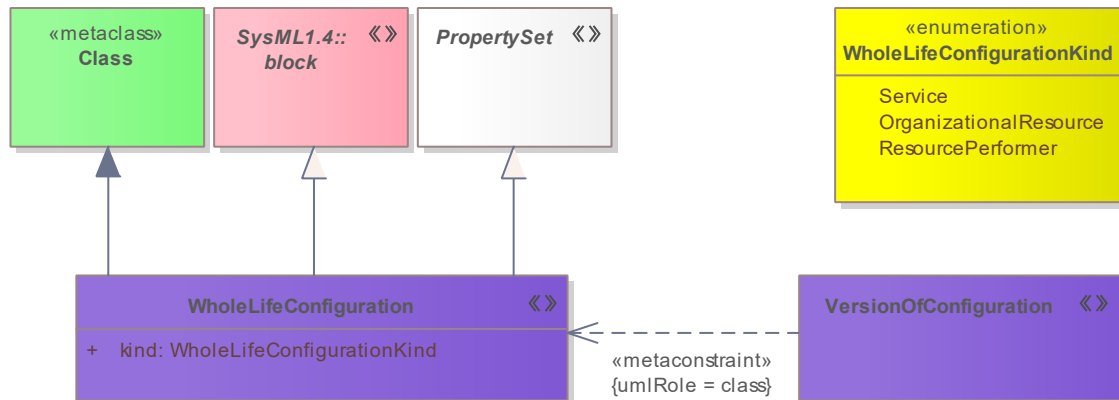 «metaclass»
Class
SysML1.4::
block
«»
PropertySet «»
«enumeration»
WholeLifeConfigurationKind
Service
OrganizationalResource
ResourcePerformer
WholeLifeConfiguration «»
+ kind: WholeLifeConfigurationKind
VersionOfConfiguration «»
«metaconstraint»
{umlRole = class}